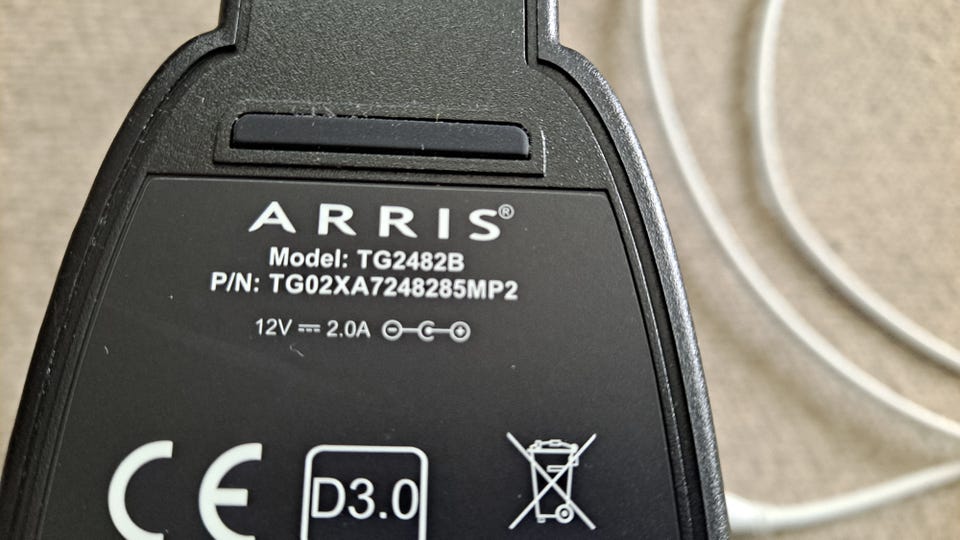 ARRIS®
Model: TG2482B
P/N: TG02XA7248285MP2
12V ⎓ 2.0A
CE D3.0